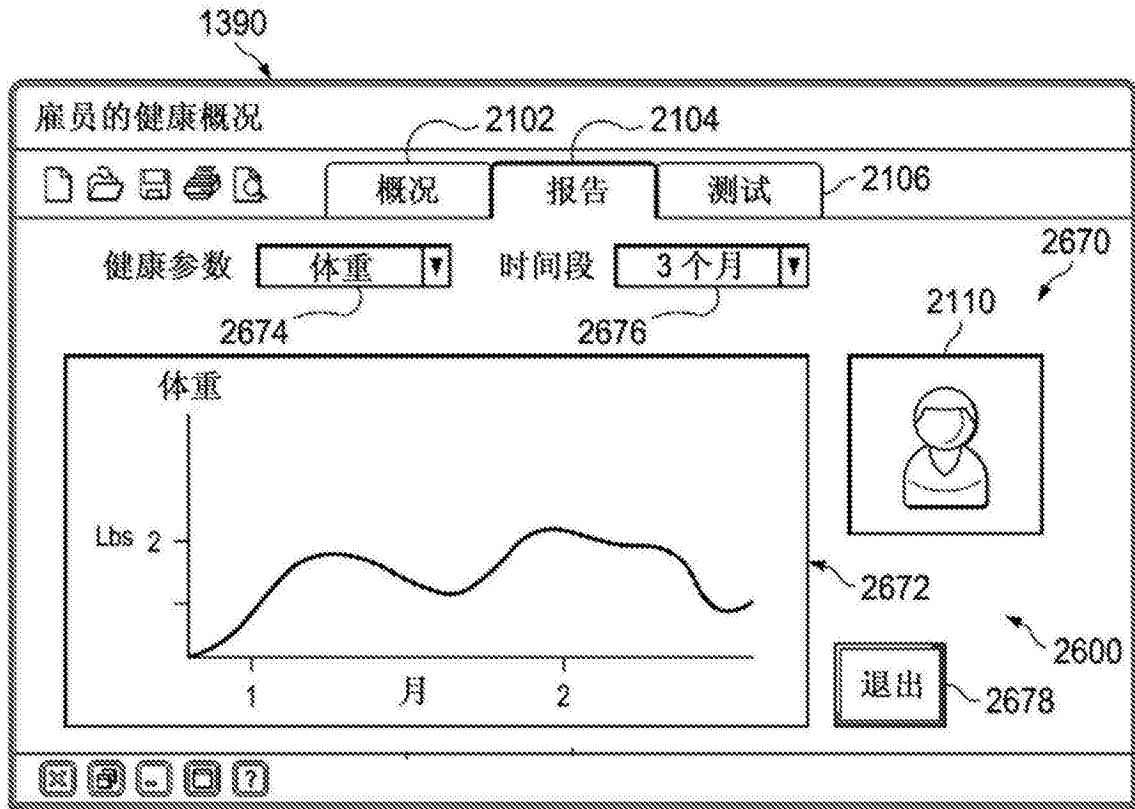 1390
雇员的健康概况
2102
2104
概况
报告
测试
2106
健康参数
体重
时间段
3 个月
2670
2674
2676
2110
体重
Lbs
2
2672
2600
1
月
2
退出
2678
?